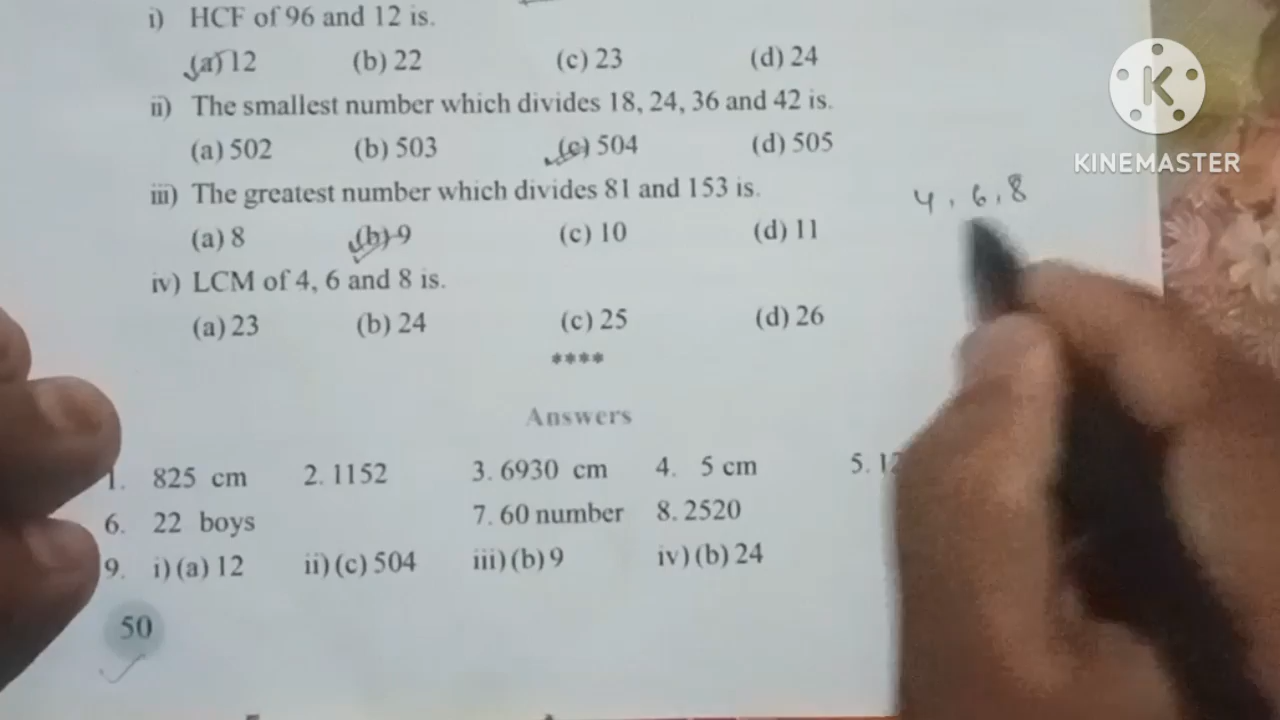 i) HCF of 96 and 12 is.
(a) 12 (b) 22 (c) 23 (d) 24
ii) The smallest number which divides 18, 24, 36 and 42 is.
(a) 502 (b) 503 (c) 504 (d) 505
iii) The greatest number which divides 81 and 153 is.
(a) 8 (b) 9 (c) 10 (d) 11
iv) LCM of 4, 6 and 8 is.
(a) 23 (b) 24 (c) 25 (d) 26
****
Answers
1. 825 cm 2. 1152 3. 6930 cm 4. 5 cm 5.
6. 22 boys 7. 60 number 8. 2520
9. i) (a) 12 ii) (c) 504 iii) (b) 9 iv) (b) 24
50
4, 6, 8
K
KINEMASTER